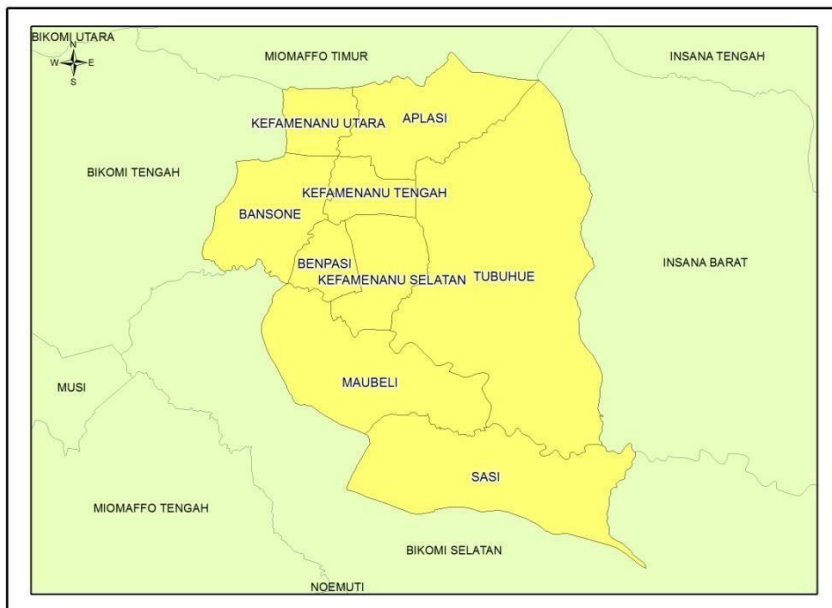 BIKOMI UTARA
N
W E
S
MIOMAFFO TIMUR
INSANA TENGAH
KEFAMENANU UTARA
APLASI
BIKOMI TENGAH
KEFAMENANU TENGAH
BANSONE
BENPASI
KEFAMENANU SELATAN
TUBUHUE
INSANA BARAT
MAUBELI
MUSI
SASI
MIOMAFFO TENGAH
BIKOMI SELATAN
NOEMUTI